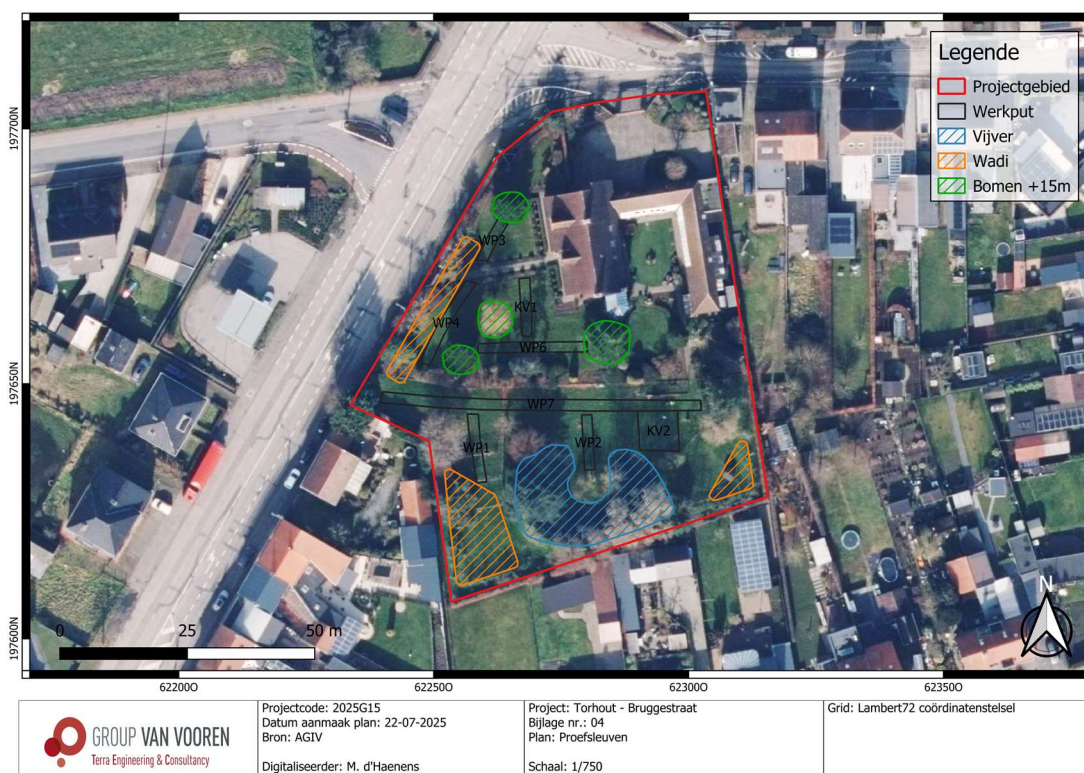 Legende
Projectgebied
Werkput
Vijver
Wadi
Bomen +15m
197700N
197650N
197600N
WP3
KV1
WP4
WP6
WP7
WP1
WP2
KV2
N
0 25 50 m
622000 622500 623000 623500
GROUP VAN VOOREN
Terra Engineering & Consultancy
Projectcode: 2025G15
Datum aanmaak plan: 22-07-2025
Bron: AGIV
Digitaliseerder: M. d'Haenens
Project: Torhout - Bruggestraat
Bijlage nr.: 04
Plan: Proefsleuven
Schaal: 1/750
Grid: Lambert72 coördinatenstelsel